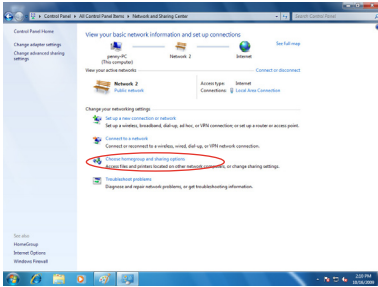 Control Panel ▸ All Control Panel Items ▸ Network and Sharing Center
Search Control Panel
Control Panel Home
Change adapter settings
Change advanced sharing
settings
View your basic network information and set up connections
See full map
penny-PC
(This computer)
Network 2
Internet
View your active networks
Connect or disconnect
Network 2
Public network
Access type: Internet
Connections: Local Area Connection
Change your networking settings
Set up a new connection or network
Set up a wireless, broadband, dial-up, ad hoc, or VPN connection; or set up a router or access point.
Connect to a network
Connect or reconnect to a wireless, wired, dial-up, or VPN network connection.
Choose homegroup and sharing options
Access files and printers located on other network computers, or change sharing settings.
Troubleshoot problems
Diagnose and repair network problems, or get troubleshooting information.
See also
HomeGroup
Internet Options
Windows Firewall
2:59 PM